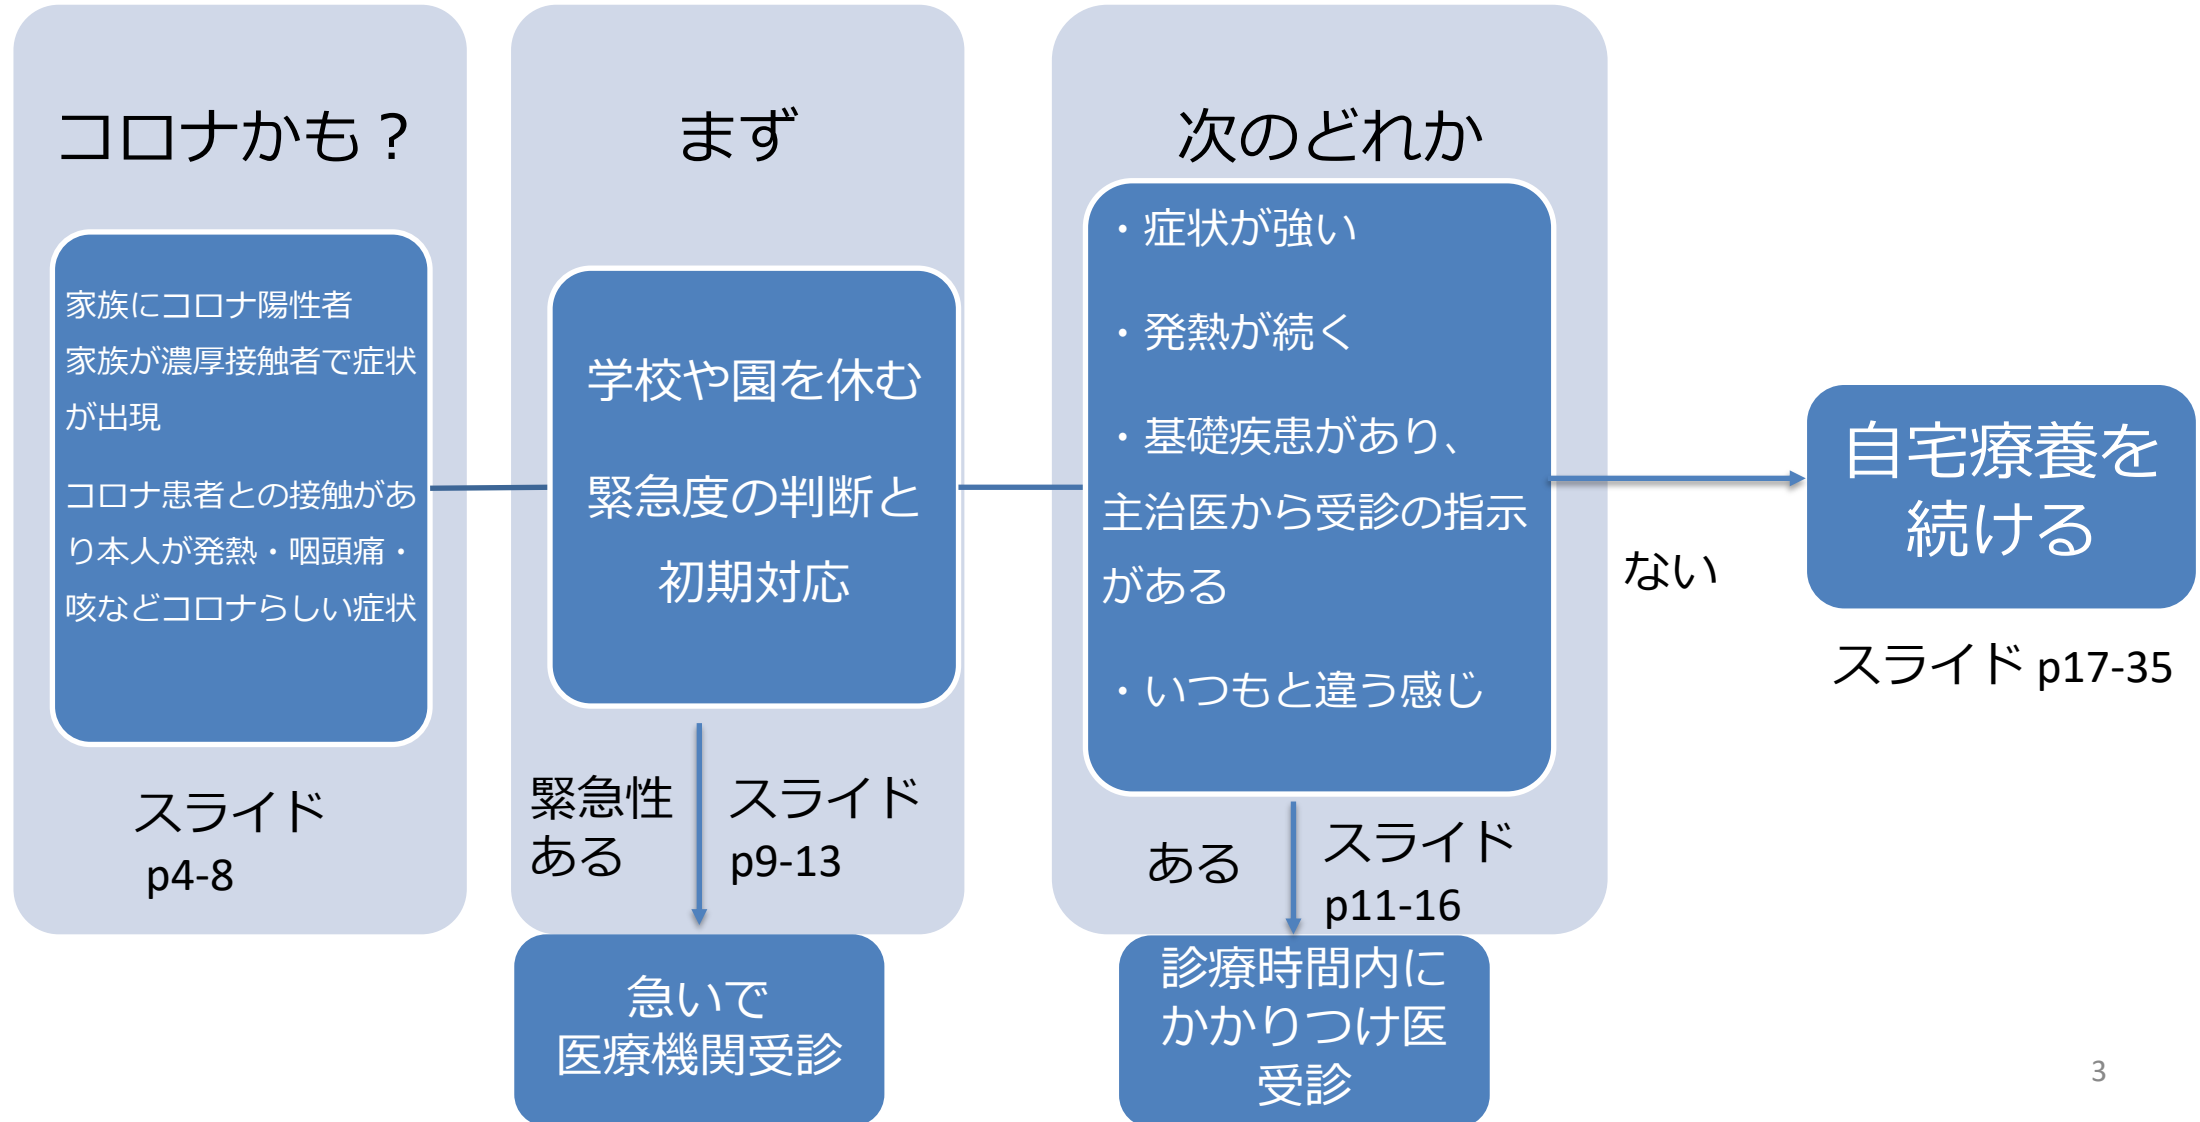 コロナかも？
家族にコロナ陽性者
家族が濃厚接触者で症状
が出現
コロナ患者との接触があ
り本人が発熱・咽頭痛・
咳などコロナらしい症状
スライド
p4-8
まず
学校や園を休む
緊急度の判断と
初期対応
緊急性
ある
スライド
p9-13
急いで
医療機関受診
次のどれか
・症状が強い
・発熱が続く
・基礎疾患があり、
主治医から受診の指示
がある
・いつもと違う感じ
ある
スライド
p11-16
診療時間内に
かかりつけ医
受診
ない
自宅療養を
続ける
スライド p17-35
3